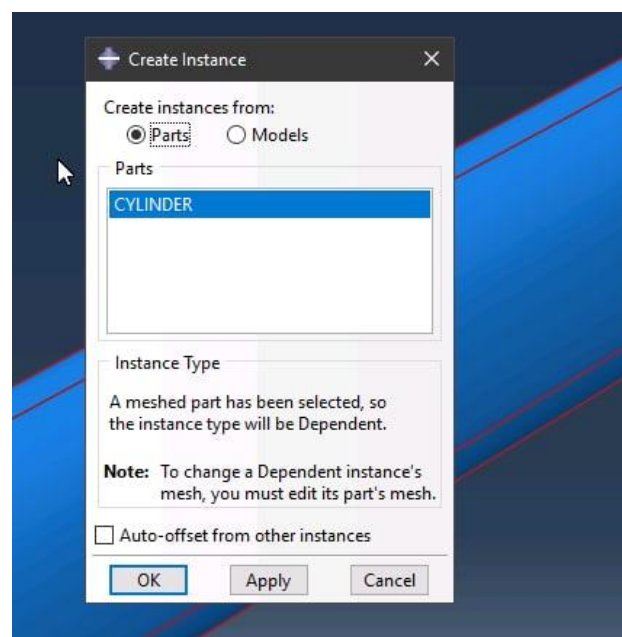 Create Instance
Create instances from:
Parts Models
Parts
CYLINDER
Instance Type
A meshed part has been selected, so
the instance type will be Dependent.
Note: To change a Dependent instance's
mesh, you must edit its part's mesh.
Auto-offset from other instances
OK Apply Cancel